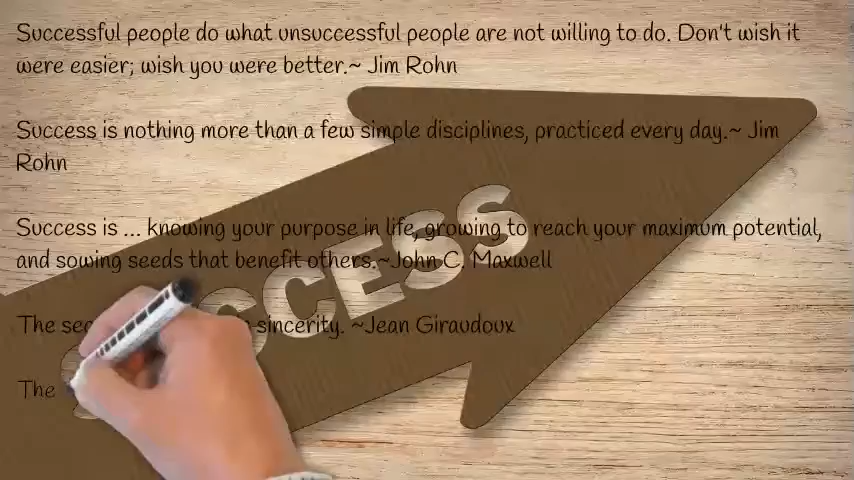 Successful people do what unsuccessful people are not willing to do. Don't wish it
were easier; wish you were better.~ Jim Rohn
Success is nothing more than a few simple disciplines, practiced every day.~ Jim
Rohn
Success is ... knowing your purpose in life, growing to reach your maximum potential,
and sowing seeds that benefit others.~John C. Maxwell
The sincerity. ~Jean Giraudoux
The
SUCCESS